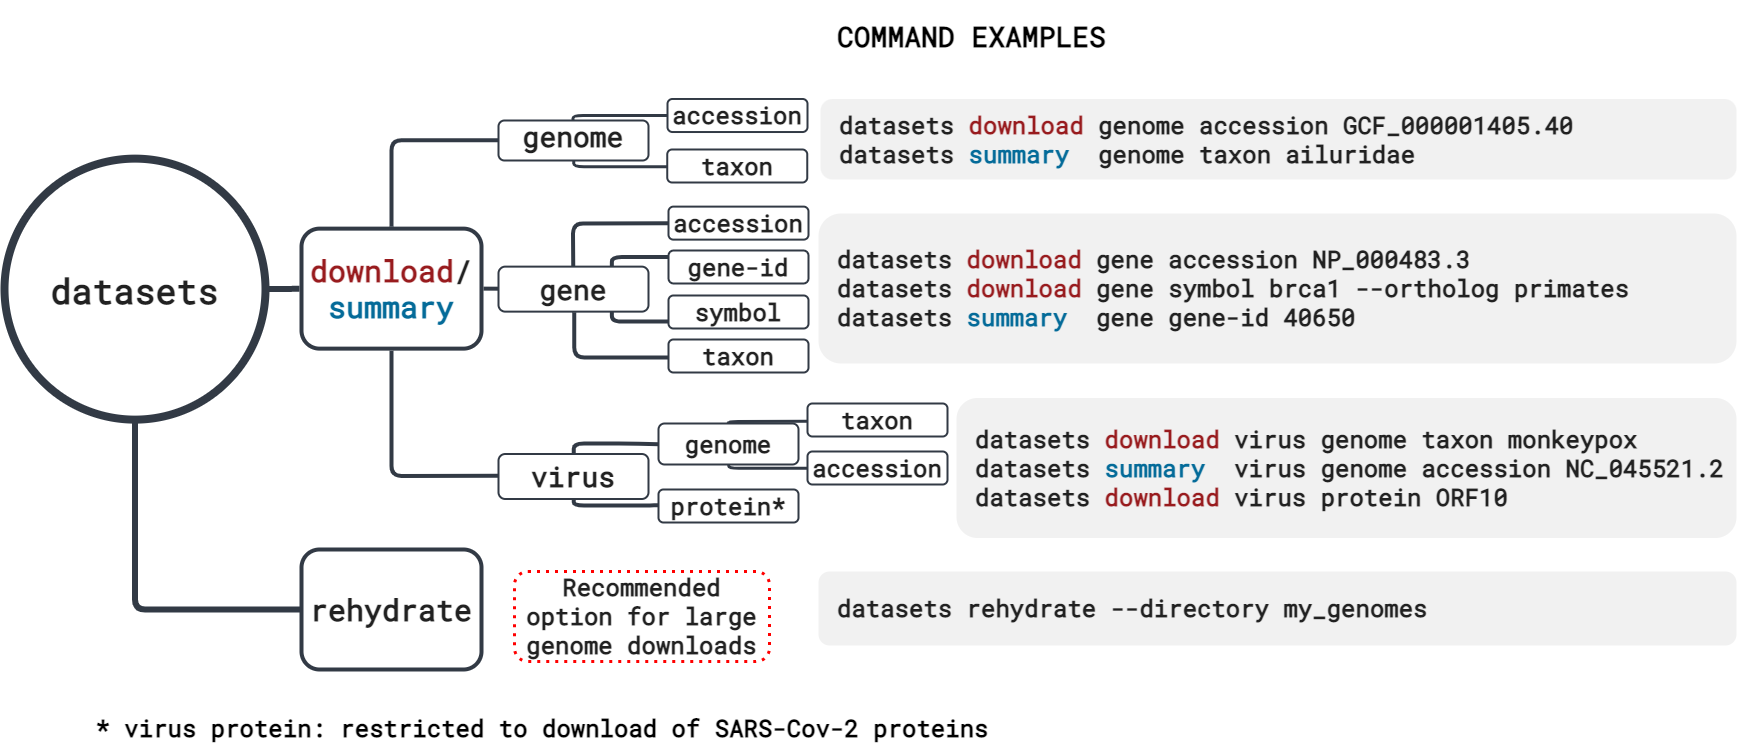 COMMAND EXAMPLES
datasets
download/
summary
genome
accession
taxon
datasets download genome accession GCF_000001405.40
datasets summary genome taxon ailuridae
gene
accession
gene-id
symbol
taxon
datasets download gene accession NP_000483.3
datasets download gene symbol brca1 --ortholog primates
datasets summary gene gene-id 40650
virus
genome
taxon
accession
protein*
datasets download virus genome taxon monkeypox
datasets summary virus genome accession NC_045521.2
datasets download virus protein ORF10
rehydrate
Recommended
option for large
genome downloads
datasets rehydrate --directory my_genomes
* virus protein: restricted to download of SARS-Cov-2 proteins